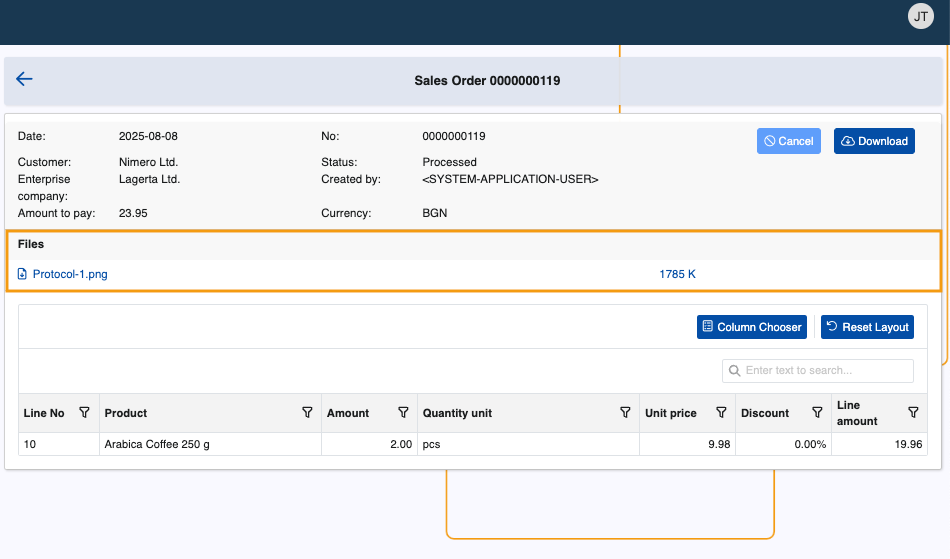 JT
Sales Order 0000000119
Date: 2025-08-08 No: 0000000119 Cancel Download
Customer: Nimero Ltd. Status: Processed
Enterprise company: Lagerta Ltd. Created by: <SYSTEM-APPLICATION-USER>
Amount to pay: 23.95 Currency: BGN
Files
Protocol-1.png 1785 K
Column Chooser Reset Layout
Enter text to search...
Line No Product Amount Quantity unit Unit price Discount Line amount
10 Arabica Coffee 250 g 2.00 pcs 9.98 0.00% 19.96